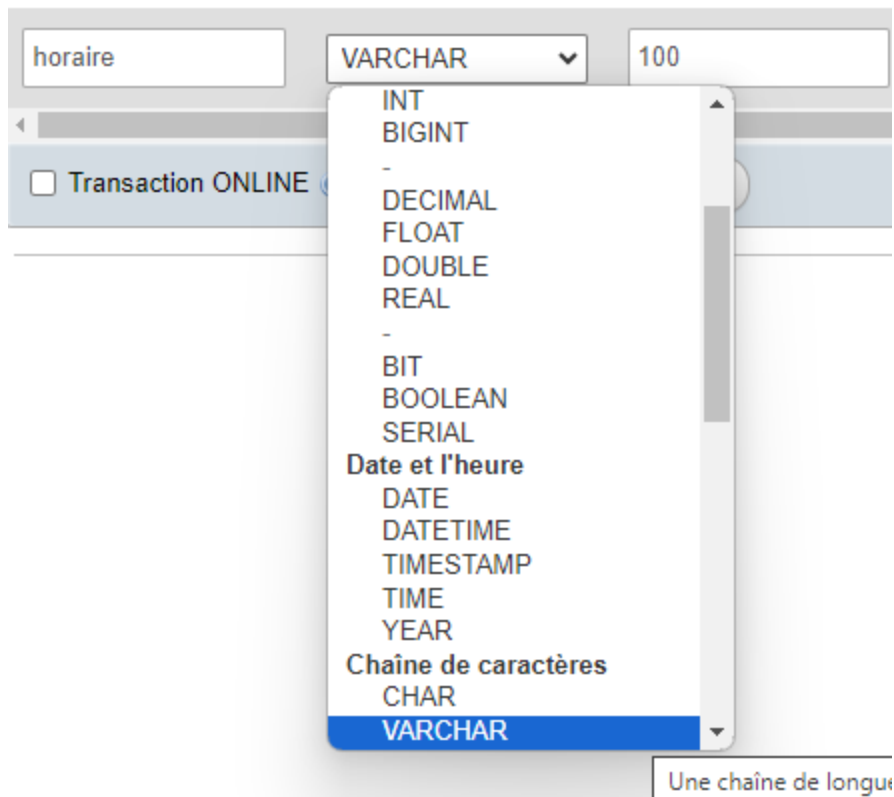 horaire VARCHAR 100
INT
BIGINT
Transaction ONLINE
-
DECIMAL
FLOAT
DOUBLE
REAL
-
BIT
BOOLEAN
SERIAL
Date et l'heure
DATE
DATETIME
TIMESTAMP
TIME
YEAR
Chaîne de caractères
CHAR
VARCHAR
Une chaîne de